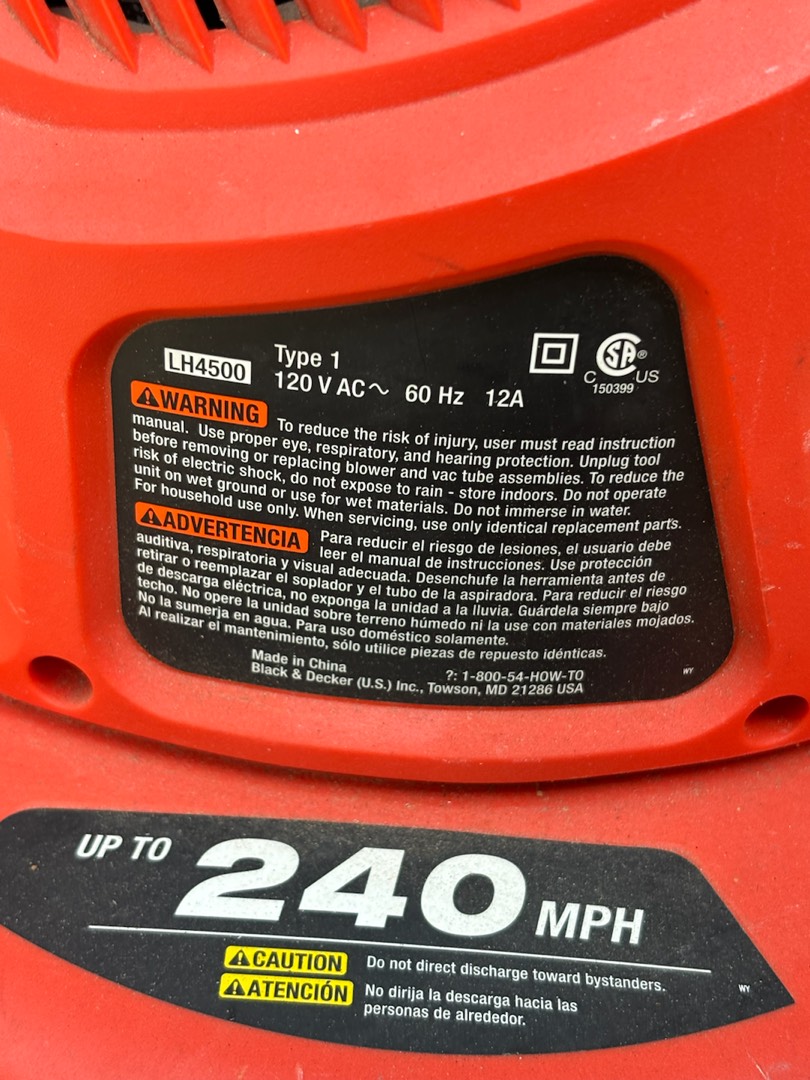 LH4500 Type 1
120 V AC~ 60 Hz 12A
SA®
C US
150399
⚠WARNING To reduce the risk of injury, user must read instruction
manual. Use proper eye, respiratory, and hearing protection. Unplug tool
before removing or replacing blower and vac tube assemblies. To reduce the
risk of electric shock, do not expose to rain - store indoors. Do not operate
unit on wet ground or use for wet materials. Do not immerse in water.
For household use only. When servicing, use only identical replacement parts.
⚠ADVERTENCIA Para reducir el riesgo de lesiones, el usuario debe
leer el manual de instrucciones. Use protección
auditiva, respiratoria y visual adecuada. Desenchufe la herramienta antes de
retirar o reemplazar el soplador y el tubo de la aspiradora. Para reducir el riesgo
de descarga eléctrica, no exponga la unidad a la lluvia. Guárdela siempre bajo
techo. No opere la unidad sobre terreno húmedo ni la use con materiales mojados.
No la sumerja en agua. Para uso doméstico solamente.
Al realizar el mantenimiento, sólo utilice piezas de repuesto idénticas.
Made in China ?: 1-800-54-HOW-TO
Black & Decker (U.S.) Inc., Towson, MD 21286 USA
WY
UP TO 240 MPH
⚠CAUTION Do not direct discharge toward bystanders.
⚠ATENCIÓN No dirija la descarga hacia las
personas de alrededor.
WY